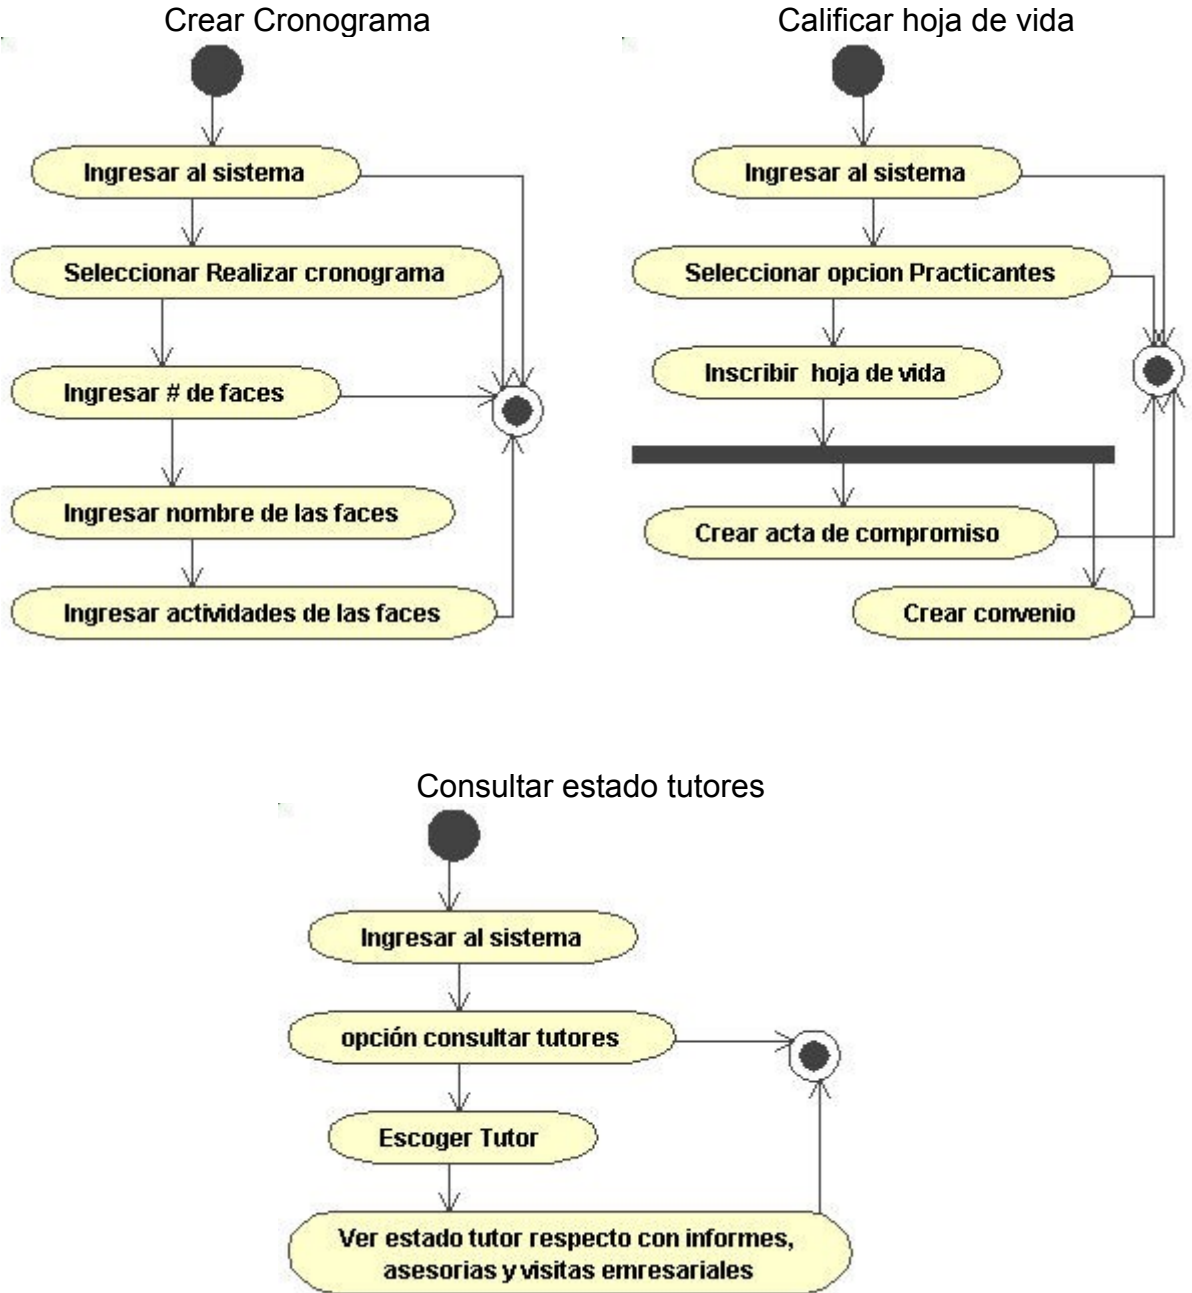 Crear Cronograma
Ingresar al sistema
Seleccionar Realizar cronograma
Ingresar # de faces
Ingresar nombre de las faces
Ingresar actividades de las faces
Calificar hoja de vida
Ingresar al sistema
Seleccionar opcion Practicantes
Inscribir hoja de vida
Crear acta de compromiso
Crear convenio
Consultar estado tutores
Ingresar al sistema
opción consultar tutores
Escoger Tutor
Ver estado tutor respecto con informes,
asesorias y visitas emresariales